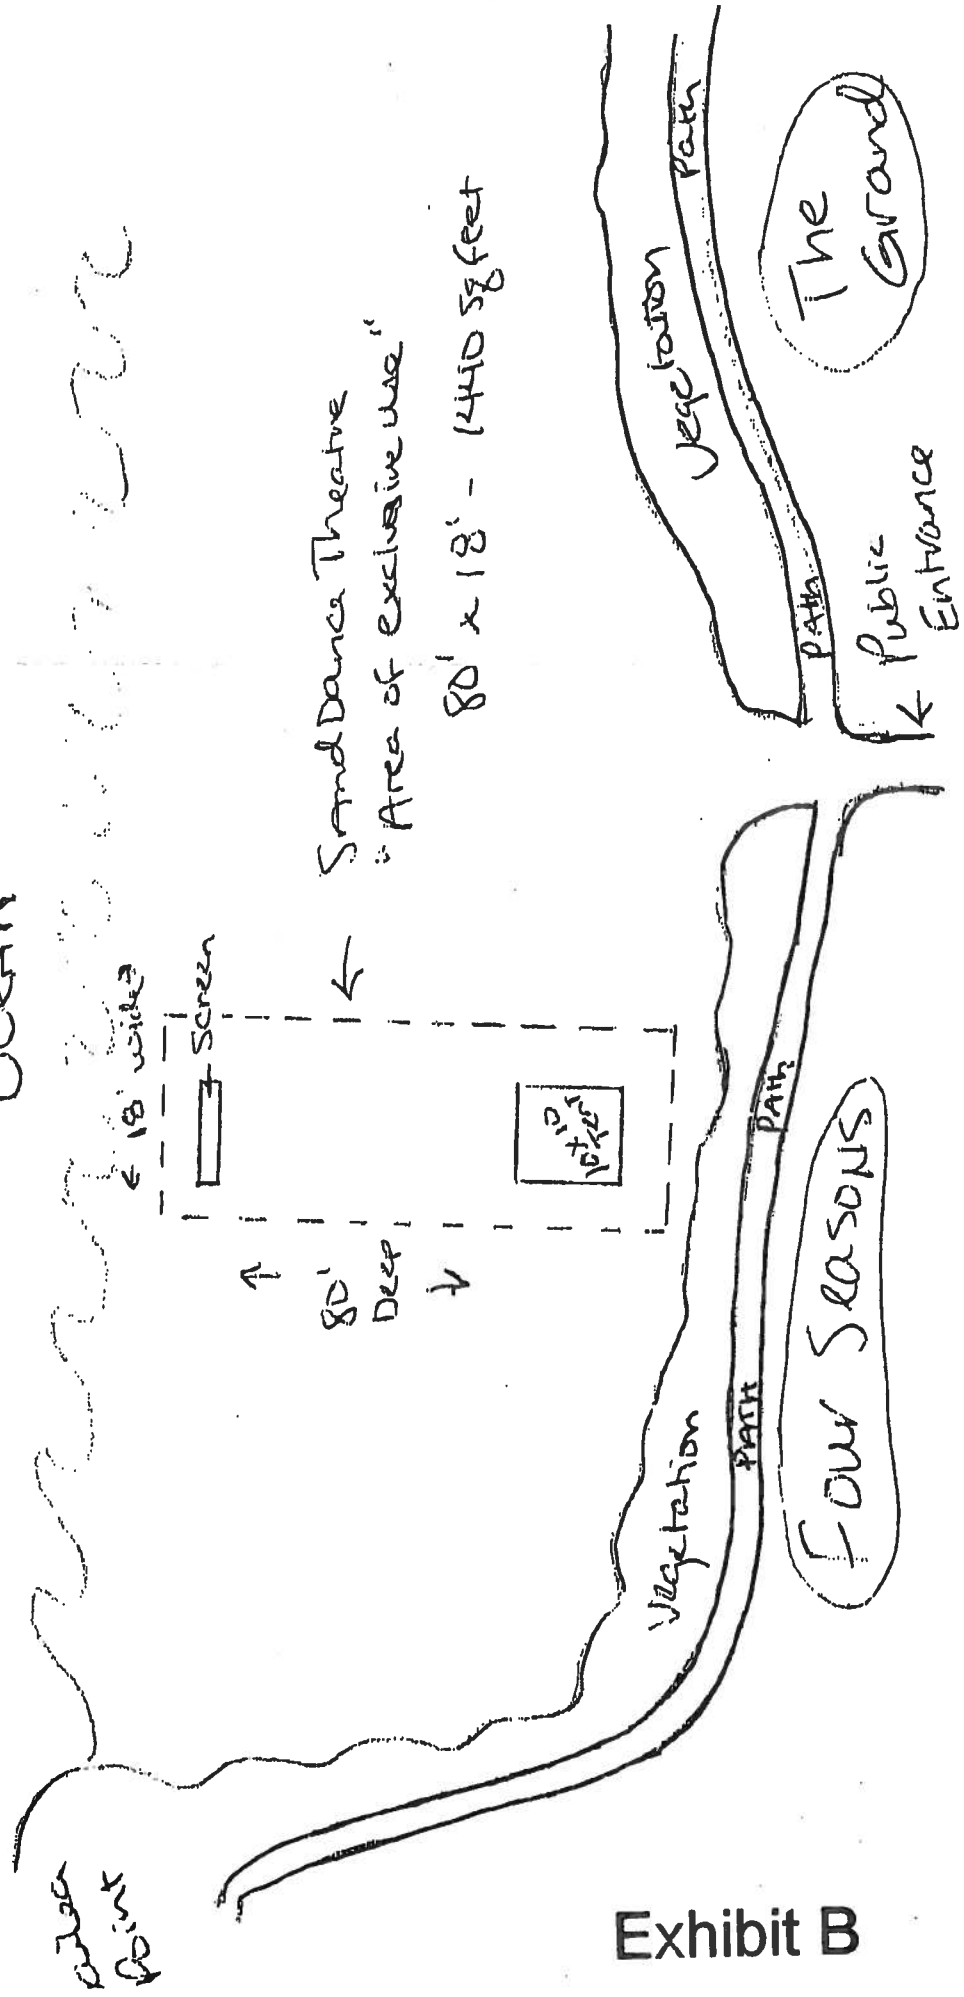 OCEAN
← 18' wide →
Screen
80'
Deep
10 x 10
← Sand Dance Theatre
"Area of exclusive use"
80' x 18' - 1440 sq feet
Point
Vegetation
PATH
PATH
Four Seasons
Vegetation
Path
PATH
← Public
Entrance
The
Grand
Exhibit B